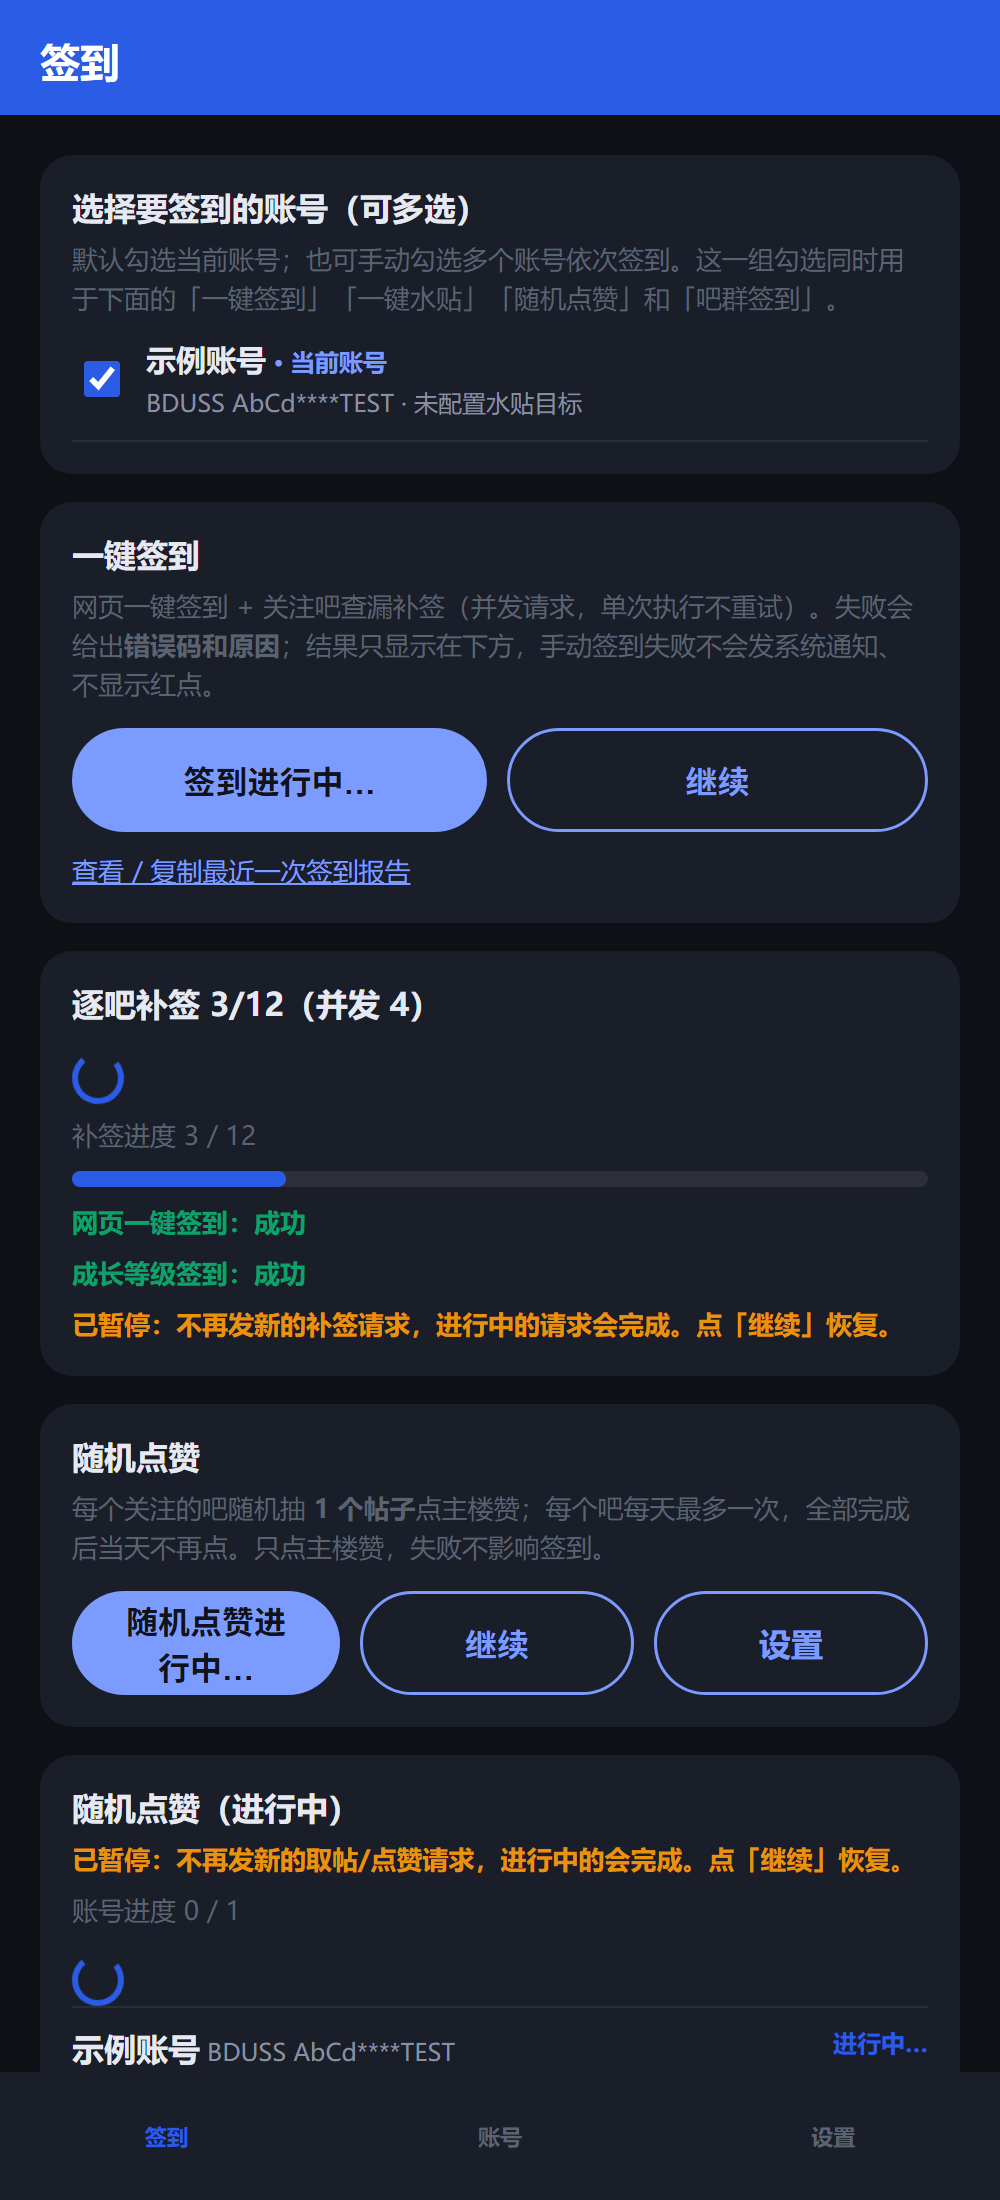 签到
选择要签到的账号（可多选）
默认勾选当前账号；也可手动勾选多个账号依次签到。这一组勾选同时用
于下面的「一键签到」「一键水贴」「随机点赞」和「吧群签到」。
示例账号 · 当前账号
BDUSS AbCd****TEST · 未配置水贴目标
一键签到
网页一键签到 + 关注吧查漏补签（并发请求，单次执行不重试）。失败会
给出错误码和原因；结果只显示在下方，手动签到失败不会发系统通知、
不显示红点。
签到进行中…
继续
查看 / 复制最近一次签到报告
逐吧补签 3/12（并发 4）
补签进度 3 / 12
网页一键签到：成功
成长等级签到：成功
已暂停：不再发新的补签请求，进行中的请求会完成。点「继续」恢复。
随机点赞
每个关注的吧随机抽 1 个帖子点主楼赞；每个吧每天最多一次，全部完成
后当天不再点。只点主楼赞，失败不影响签到。
随机点赞进
行中…
继续
设置
随机点赞（进行中）
已暂停：不再发新的取帖/点赞请求，进行中的会完成。点「继续」恢复。
账号进度 0 / 1
示例账号 BDUSS AbCd****TEST
进行中…
签到
账号
设置